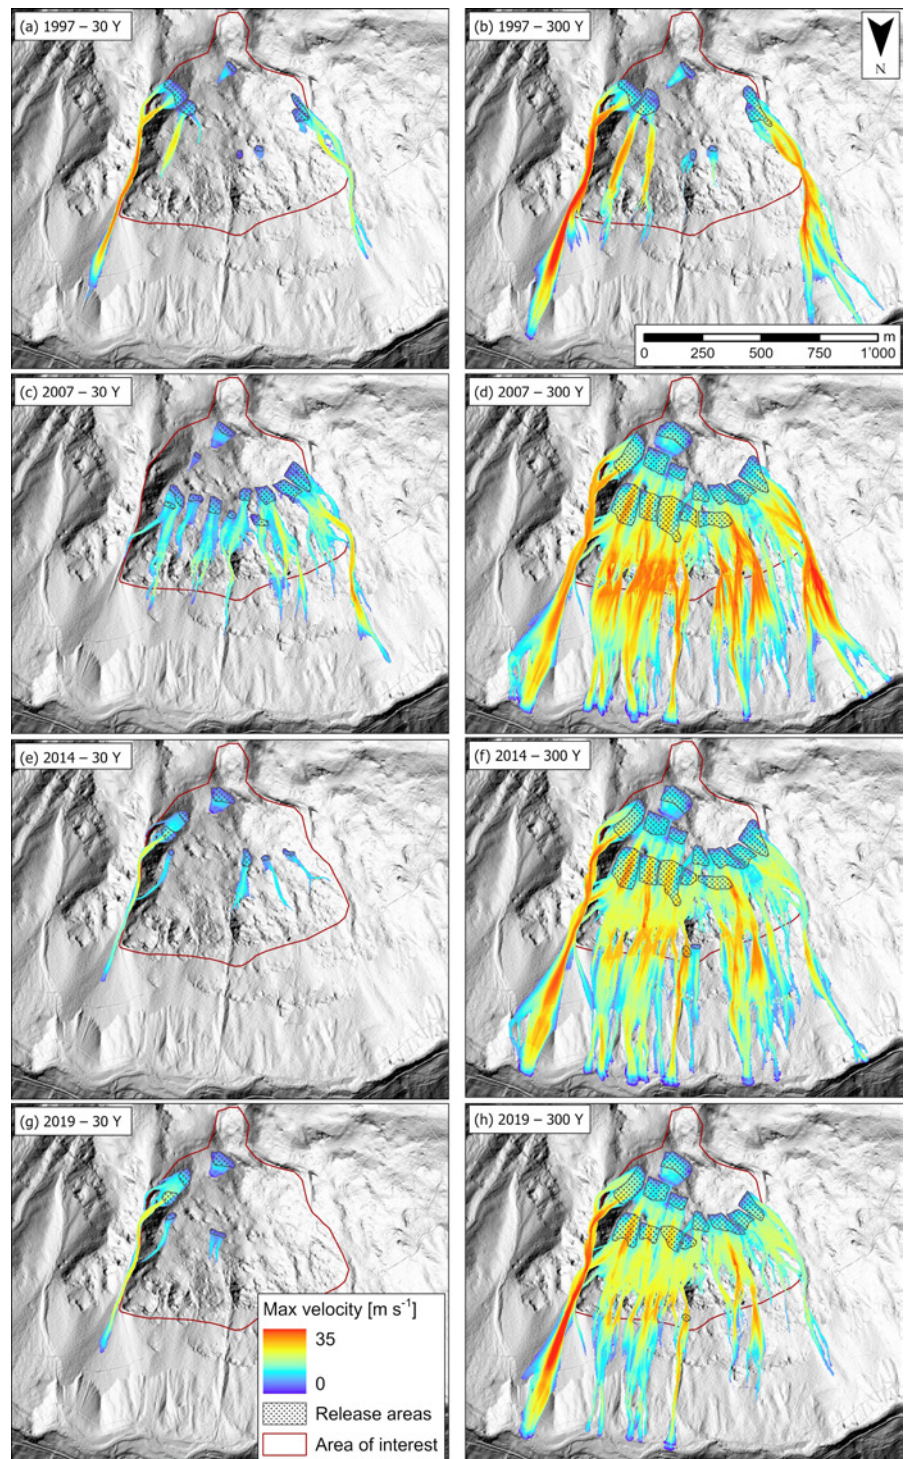 (a) 1997 – 30 Y
(b) 1997 – 300 Y
N
m
0 250 500 750 1'000
(c) 2007 – 30 Y
(d) 2007 – 300 Y
(e) 2014 – 30 Y
(f) 2014 – 300 Y
(g) 2019 – 30 Y
(h) 2019 – 300 Y
Max velocity [m s⁻¹]
35
0
Release areas
Area of interest